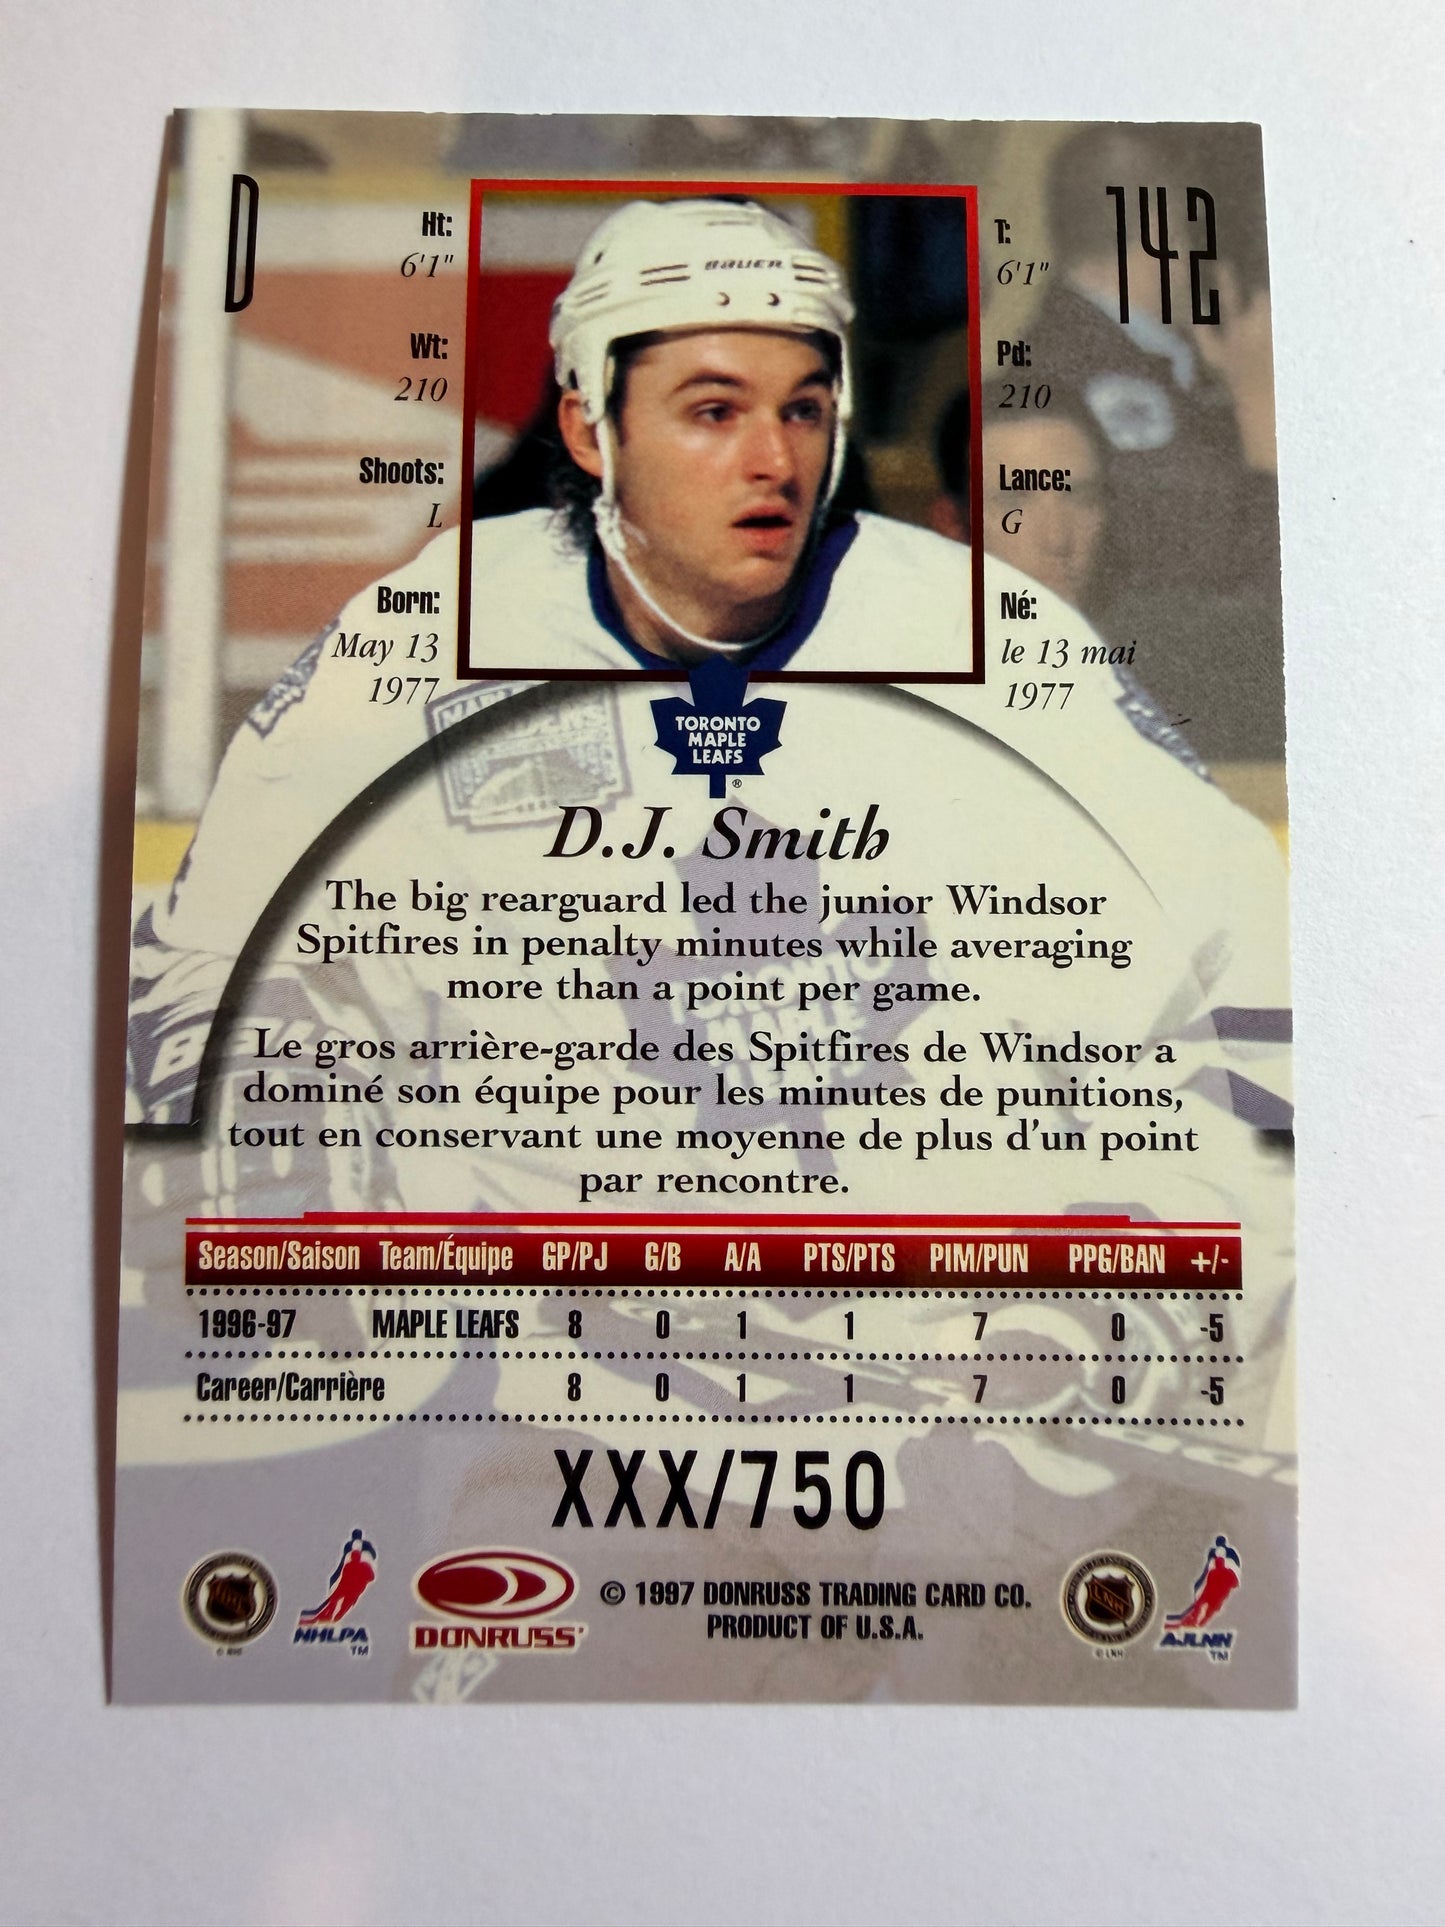 D
142
Ht:
6'1"
Wt:
210
Shoots:
L
Born:
May 13
1977
BAUER
T:
6'1"
Pd:
210
Lance:
G
Né:
le 13 mai
1977
TORONTO
MAPLE
LEAFS
®
D.J. Smith
The big rearguard led the junior Windsor
Spitfires in penalty minutes while averaging
more than a point per game.
Le gros arrière-garde des Spitfires de Windsor a
dominé son équipe pour les minutes de punitions,
tout en conservant une moyenne de plus d'un point
par rencontre.
Season/Saison Team/Équipe GP/PJ G/B A/A PTS/PTS PIM/PUN PPG/BAN +/-
1996-97 MAPLE LEAFS 8 0 1 1 7 0 -5
Career/Carrière 8 0 1 1 7 0 -5
XXX/750
NHLPA
TM
DONRUSS
© 1997 DONRUSS TRADING CARD CO.
PRODUCT OF U.S.A.
LNH
AJLNH
TM